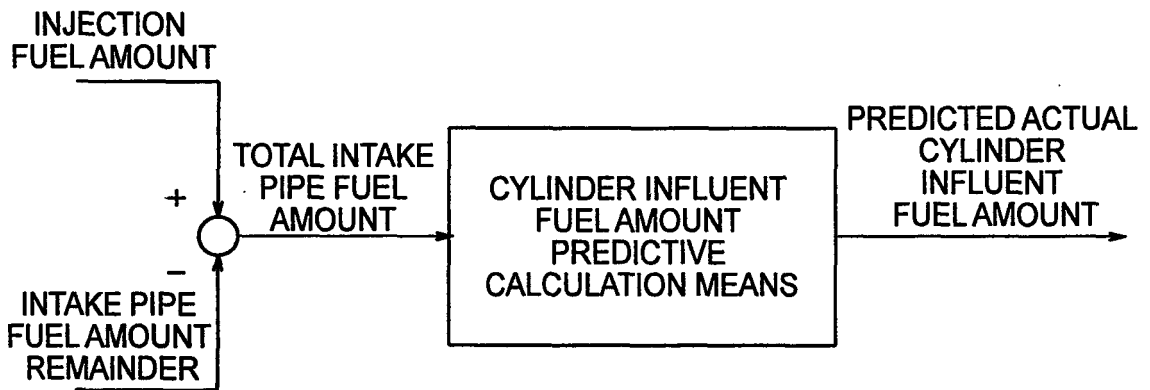 INJECTION
FUEL AMOUNT
+
−
INTAKE PIPE
FUEL AMOUNT
REMAINDER
TOTAL INTAKE
PIPE FUEL
AMOUNT
CYLINDER INFLUENT
FUEL AMOUNT
PREDICTIVE
CALCULATION MEANS
PREDICTED ACTUAL
CYLINDER
INFLUENT
FUEL AMOUNT